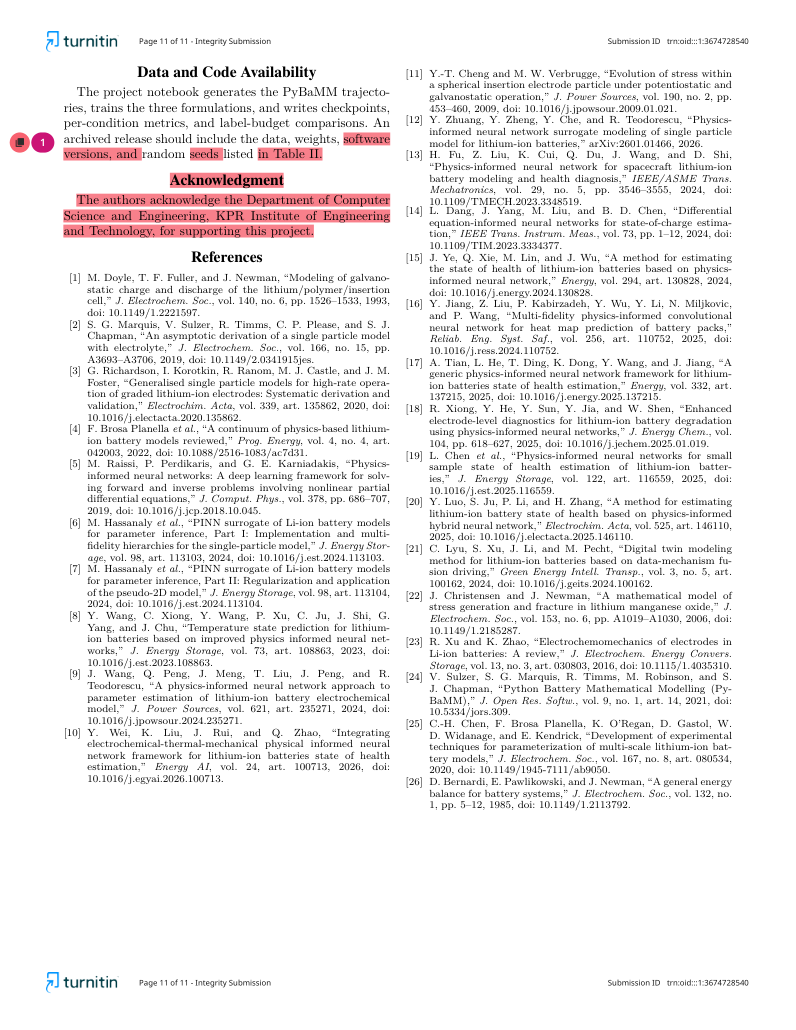 turnitin
Page 11 of 11 - Integrity Submission
Submission ID trn:oid:::1:3674728540
Data and Code Availability
The project notebook generates the PyBaMM trajecto-
ries, trains the three formulations, and writes checkpoints,
per-condition metrics, and label-budget comparisons. An
archived release should include the data, weights, software
versions, and random seeds listed in Table II.
1
Acknowledgment
The authors acknowledge the Department of Computer
Science and Engineering, KPR Institute of Engineering
and Technology, for supporting this project.
References
[1] M. Doyle, T. F. Fuller, and J. Newman, “Modeling of galvano-
static charge and discharge of the lithium/polymer/insertion
cell,” J. Electrochem. Soc., vol. 140, no. 6, pp. 1526–1533, 1993,
doi: 10.1149/1.2221597.
[2] S. G. Marquis, V. Sulzer, R. Timms, C. P. Please, and S. J.
Chapman, “An asymptotic derivation of a single particle model
with electrolyte,” J. Electrochem. Soc., vol. 166, no. 15, pp.
A3693–A3706, 2019, doi: 10.1149/2.0341915jes.
[3] G. Richardson, I. Korotkin, R. Ranom, M. J. Castle, and J. M.
Foster, “Generalised single particle models for high-rate opera-
tion of graded lithium-ion electrodes: Systematic derivation and
validation,” Electrochim. Acta, vol. 339, art. 135862, 2020, doi:
10.1016/j.electacta.2020.135862.
[4] F. Brosa Planella et al., “A continuum of physics-based lithium-
ion battery models reviewed,” Prog. Energy, vol. 4, no. 4, art.
042003, 2022, doi: 10.1088/2516-1083/ac7d31.
[5] M. Raissi, P. Perdikaris, and G. E. Karniadakis, “Physics-
informed neural networks: A deep learning framework for solv-
ing forward and inverse problems involving nonlinear partial
differential equations,” J. Comput. Phys., vol. 378, pp. 686–707,
2019, doi: 10.1016/j.jcp.2018.10.045.
[6] M. Hassanaly et al., “PINN surrogate of Li-ion battery models
for parameter inference, Part I: Implementation and multi-
fidelity hierarchies for the single-particle model,” J. Energy Stor-
age, vol. 98, art. 113103, 2024, doi: 10.1016/j.est.2024.113103.
[7] M. Hassanaly et al., “PINN surrogate of Li-ion battery models
for parameter inference, Part II: Regularization and application
of the pseudo-2D model,” J. Energy Storage, vol. 98, art. 113104,
2024, doi: 10.1016/j.est.2024.113104.
[8] Y. Wang, C. Xiong, Y. Wang, P. Xu, C. Ju, J. Shi, G.
Yang, and J. Chu, “Temperature state prediction for lithium-
ion batteries based on improved physics informed neural net-
works,” J. Energy Storage, vol. 73, art. 108863, 2023, doi:
10.1016/j.est.2023.108863.
[9] J. Wang, Q. Peng, J. Meng, T. Liu, J. Peng, and R.
Teodorescu, “A physics-informed neural network approach to
parameter estimation of lithium-ion battery electrochemical
model,” J. Power Sources, vol. 621, art. 235271, 2024, doi:
10.1016/j.jpowsour.2024.235271.
[10] Y. Wei, K. Liu, J. Rui, and Q. Zhao, “Integrating
electrochemical-thermal-mechanical physical informed neural
network framework for lithium-ion batteries state of health
estimation,” Energy AI, vol. 24, art. 100713, 2026, doi:
10.1016/j.egyai.2026.100713.
[11] Y.-T. Cheng and M. W. Verbrugge, “Evolution of stress within
a spherical insertion electrode particle under potentiostatic and
galvanostatic operation,” J. Power Sources, vol. 190, no. 2, pp.
453–460, 2009, doi: 10.1016/j.jpowsour.2009.01.021.
[12] Y. Zhuang, Y. Zheng, Y. Che, and R. Teodorescu, “Physics-
informed neural network surrogate modeling of single particle
model for lithium-ion batteries,” arXiv:2601.01466, 2026.
[13] H. Fu, Z. Liu, K. Cui, Q. Du, J. Wang, and D. Shi,
“Physics-informed neural network for spacecraft lithium-ion
battery modeling and health diagnosis,” IEEE/ASME Trans.
Mechatronics, vol. 29, no. 5, pp. 3546–3555, 2024, doi:
10.1109/TMECH.2023.3348519.
[14] L. Dang, J. Yang, M. Liu, and B. D. Chen, “Differential
equation-informed neural networks for state-of-charge estima-
tion,” IEEE Trans. Instrum. Meas., vol. 73, pp. 1–12, 2024, doi:
10.1109/TIM.2023.3334377.
[15] J. Ye, Q. Xie, M. Lin, and J. Wu, “A method for estimating
the state of health of lithium-ion batteries based on physics-
informed neural network,” Energy, vol. 294, art. 130828, 2024,
doi: 10.1016/j.energy.2024.130828.
[16] Y. Jiang, Z. Liu, P. Kabirzadeh, Y. Wu, Y. Li, N. Miljkovic,
and P. Wang, “Multi-fidelity physics-informed convolutional
neural network for heat map prediction of battery packs,”
Reliab. Eng. Syst. Saf., vol. 256, art. 110752, 2025, doi:
10.1016/j.ress.2024.110752.
[17] A. Tian, L. He, T. Ding, K. Dong, Y. Wang, and J. Jiang, “A
generic physics-informed neural network framework for lithium-
ion batteries state of health estimation,” Energy, vol. 332, art.
137215, 2025, doi: 10.1016/j.energy.2025.137215.
[18] R. Xiong, Y. He, Y. Sun, Y. Jia, and W. Shen, “Enhanced
electrode-level diagnostics for lithium-ion battery degradation
using physics-informed neural networks,” J. Energy Chem., vol.
104, pp. 618–627, 2025, doi: 10.1016/j.jechem.2025.01.019.
[19] L. Chen et al., “Physics-informed neural networks for small
sample state of health estimation of lithium-ion batter-
ies,” J. Energy Storage, vol. 122, art. 116559, 2025, doi:
10.1016/j.est.2025.116559.
[20] Y. Luo, S. Ju, P. Li, and H. Zhang, “A method for estimating
lithium-ion battery state of health based on physics-informed
hybrid neural network,” Electrochim. Acta, vol. 525, art. 146110,
2025, doi: 10.1016/j.electacta.2025.146110.
[21] C. Lyu, S. Xu, J. Li, and M. Pecht, “Digital twin modeling
method for lithium-ion batteries based on data-mechanism fu-
sion driving,” Green Energy Intell. Transp., vol. 3, no. 5, art.
100162, 2024, doi: 10.1016/j.geits.2024.100162.
[22] J. Christensen and J. Newman, “A mathematical model of
stress generation and fracture in lithium manganese oxide,” J.
Electrochem. Soc., vol. 153, no. 6, pp. A1019–A1030, 2006, doi:
10.1149/1.2185287.
[23] R. Xu and K. Zhao, “Electrochemomechanics of electrodes in
Li-ion batteries: A review,” J. Electrochem. Energy Convers.
Storage, vol. 13, no. 3, art. 030803, 2016, doi: 10.1115/1.4035310.
[24] V. Sulzer, S. G. Marquis, R. Timms, M. Robinson, and S.
J. Chapman, “Python Battery Mathematical Modelling (Py-
BaMM),” J. Open Res. Softw., vol. 9, no. 1, art. 14, 2021, doi:
10.5334/jors.309.
[25] C.-H. Chen, F. Brosa Planella, K. O’Regan, D. Gastol, W.
D. Widanage, and E. Kendrick, “Development of experimental
techniques for parameterization of multi-scale lithium-ion bat-
tery models,” J. Electrochem. Soc., vol. 167, no. 8, art. 080534,
2020, doi: 10.1149/1945-7111/ab9050.
[26] D. Bernardi, E. Pawlikowski, and J. Newman, “A general energy
balance for battery systems,” J. Electrochem. Soc., vol. 132, no.
1, pp. 5–12, 1985, doi: 10.1149/1.2113792.
turnitin
Page 11 of 11 - Integrity Submission
Submission ID trn:oid:::1:3674728540